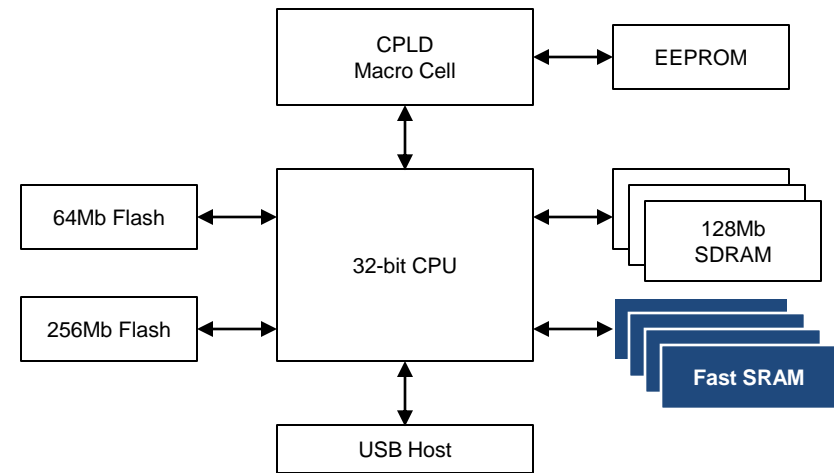 CPLD
Macro Cell
EEPROM
64Mb Flash
32-bit CPU
128Mb
SDRAM
256Mb Flash
Fast SRAM
USB Host